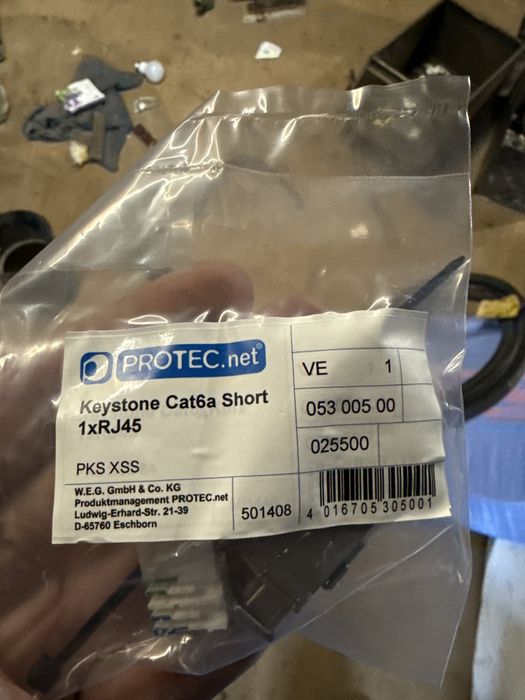 PROTEC.net®
Keystone Cat6a Short
1xRJ45
PKS XSS
W.E.G. GmbH & Co. KG
Produktmanagement PROTEC.net
Ludwig-Erhard-Str. 21-39
D-65760 Eschborn
501408
VE 1
053 005 00
025500
4 016705 305001